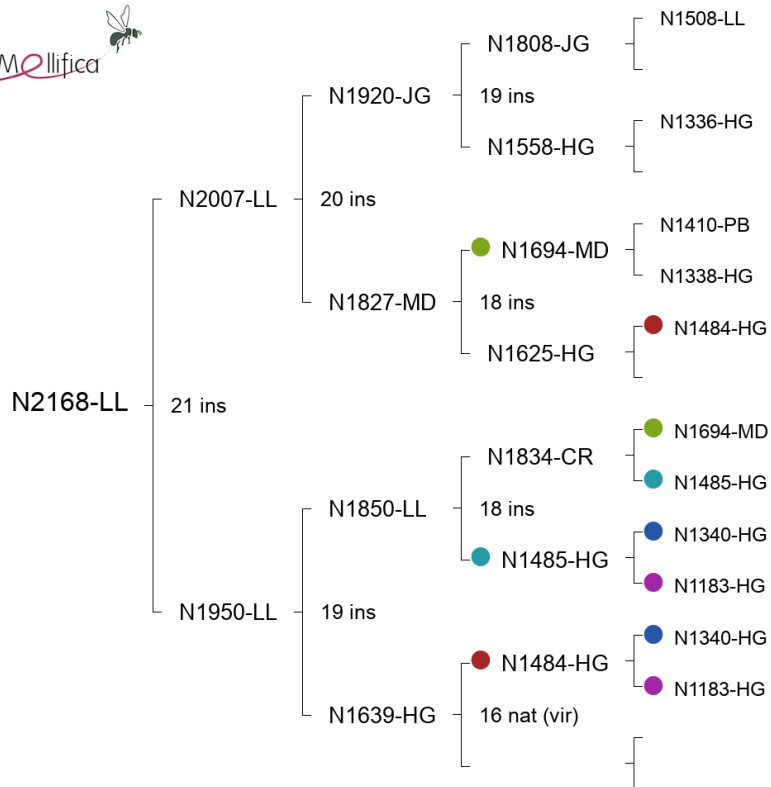 Mellifica
N1508-LL
N1808-JG
N1920-JG
19 ins
N1336-HG
N1558-HG
N2007-LL
20 ins
N1410-PB
N1694-MD
N1338-HG
N1827-MD
18 ins
N1484-HG
N1625-HG
N2168-LL
21 ins
N1694-MD
N1834-CR
N1485-HG
N1850-LL
18 ins
N1340-HG
N1485-HG
N1183-HG
N1950-LL
19 ins
N1340-HG
N1484-HG
N1183-HG
N1639-HG
16 nat (vir)